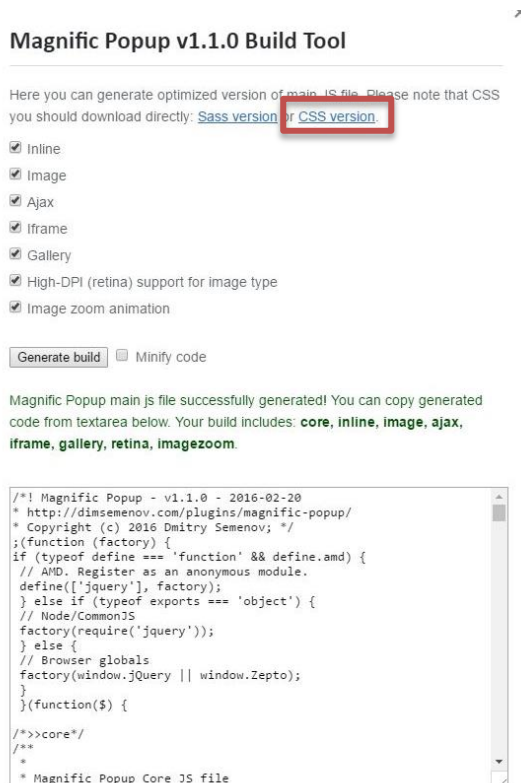 Magnific Popup v1.1.0 Build Tool
Here you can generate optimized version of main JS file. Please note that CSS
you should download directly: Sass version or CSS version.
Inline
Image
Ajax
Iframe
Gallery
High-DPI (retina) support for image type
Image zoom animation
Generate build Minify code
Magnific Popup main js file successfully generated! You can copy generated
code from textarea below. Your build includes: core, inline, image, ajax,
iframe, gallery, retina, imagezoom.
/*! Magnific Popup - v1.1.0 - 2016-02-20
* http://dimsemenov.com/plugins/magnific-popup/
* Copyright (c) 2016 Dmitry Semenov; */
;(function (factory) {
if (typeof define === 'function' && define.amd) {
// AMD. Register as an anonymous module.
define(['jquery'], factory);
} else if (typeof exports === 'object') {
// Node/CommonJS
factory(require('jquery'));
} else {
// Browser globals
factory(window.jQuery || window.Zepto);
}
}(function($) {
/*>>core*/
/**
*
* Magnific Popup Core JS file